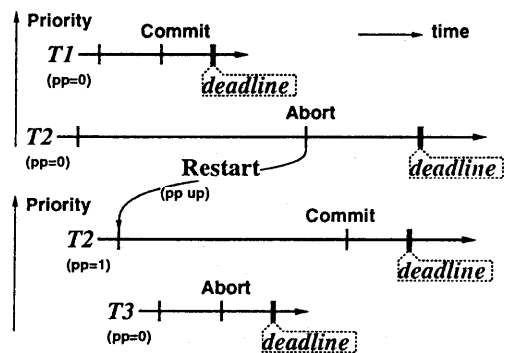 Priority
Commit
time
T1
(pp=0)
deadline
Abort
T2
(pp=0)
deadline
Restart
(pp up)
Priority
Commit
T2
(pp=1)
deadline
Abort
T3
(pp=0)
deadline